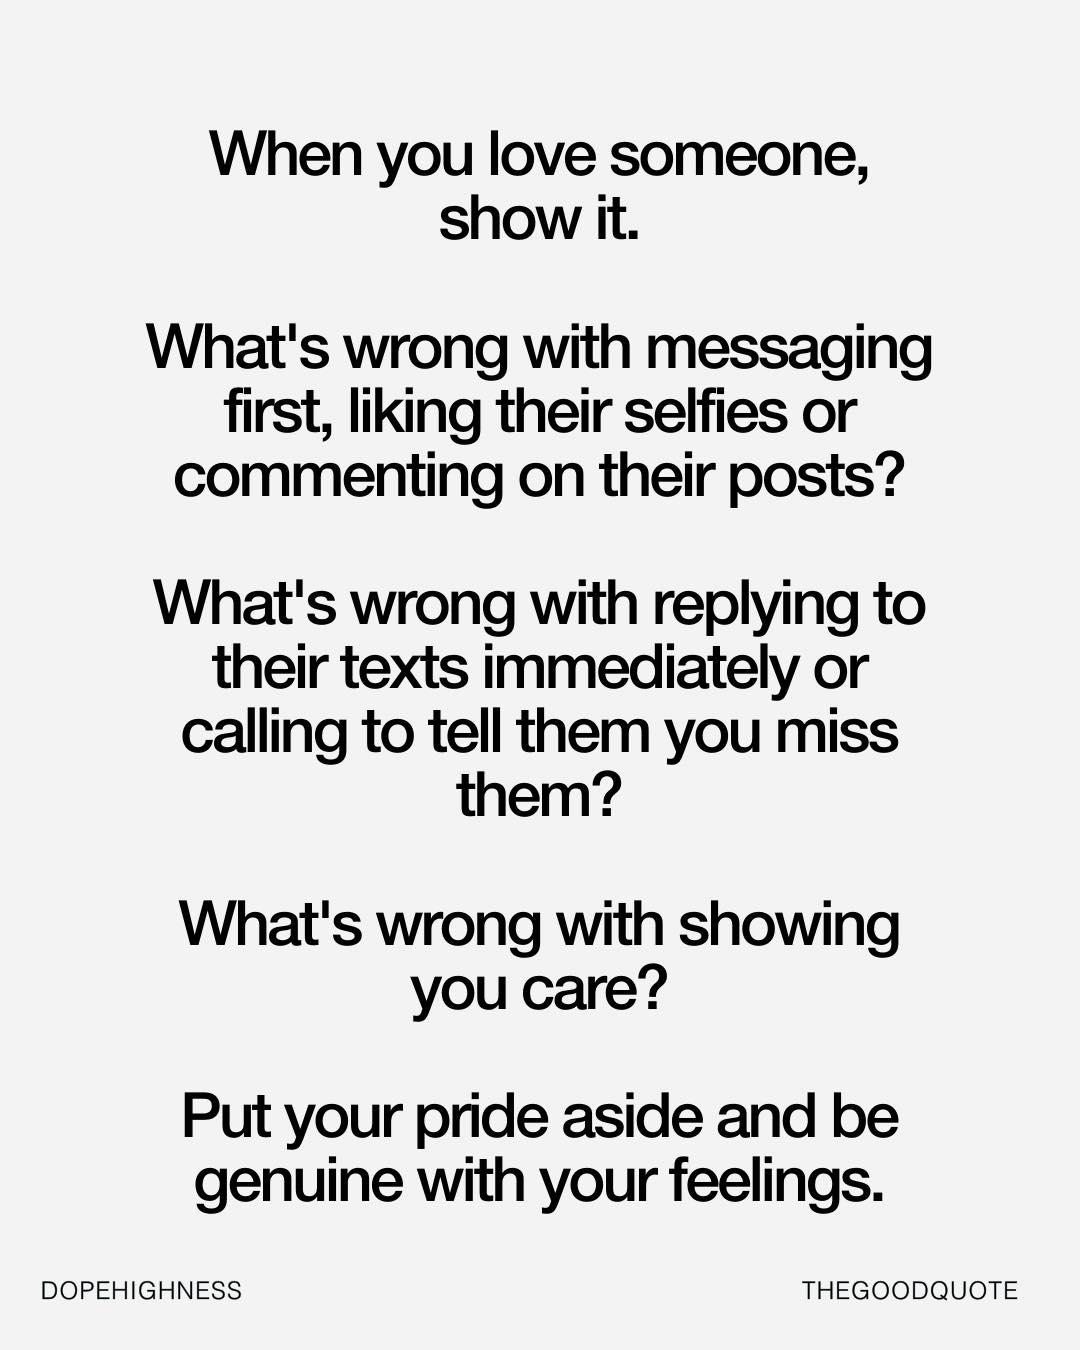 When you love someone,
show it.
What's wrong with messaging
first, liking their selfies or
commenting on their posts?
What's wrong with replying to
their texts immediately or
calling to tell them you miss
them?
What's wrong with showing
you care?
Put your pride aside and be
genuine with your feelings.
DOPEHIGHNESS
THEGOODQUOTE